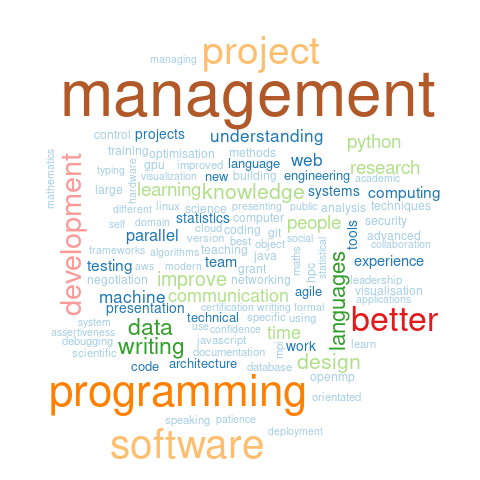 project
managing
management
control
projects
understanding
python
training
optimisation
methods
web
research
mathematics
typing
hardware
gpu
improved
language
engineering
visualization
new
building
academic
large
learning
knowledge
systems
computing
different
linux
science
presenting
public
analysis
techniques
development
self
domain
statistics
computer
people
tools
security
parallel
cloud
coding
git
social
advanced
version
best
object
collaboration
frameworks
algorithms
teaching
java
maths
statistical
testing
aws
modern
team
grant
hpc
languages
experience
negotiation
improve
networking
leadership
machine
communication
agile
visualisation
presentation
certification
writting
formal
applications
system
data
technical
specific
using
better
assertiveness
use
confidence
time
debugging
writing
javascript
mpi
work
learn
scientific
documentation
design
code
architecture
database
openmp
programming
orientated
speaking
patience
software
deployment